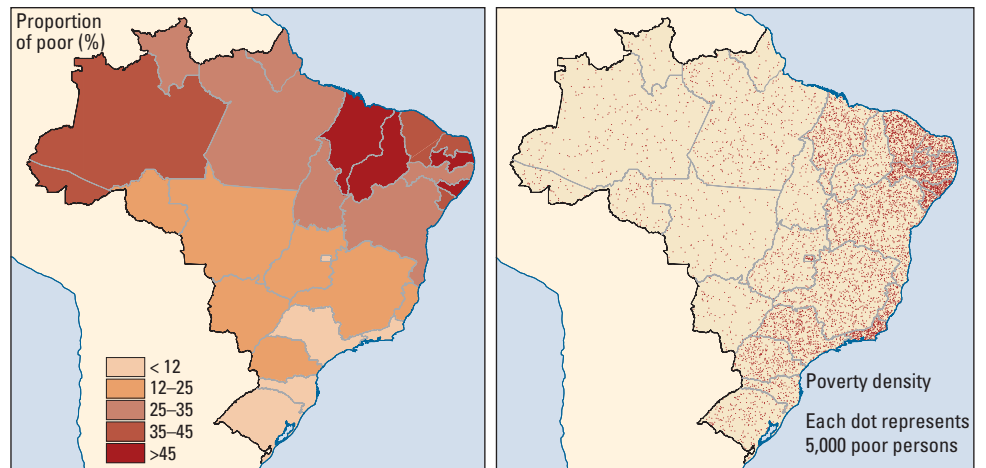 Proportion
of poor (%)
< 12
12–25
25–35
35–45
>45
Poverty density
Each dot represents
5,000 poor persons